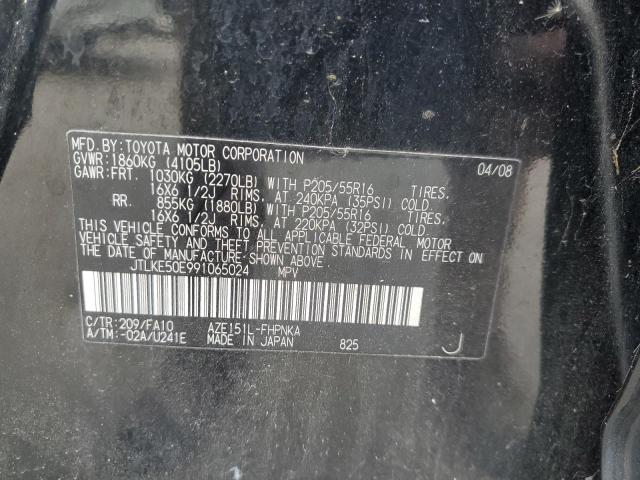 MFD. BY: TOYOTA MOTOR CORPORATION 04/08
GVWR: 1860KG (4105LB)
GAWR: FRT. 1030KG (2270LB) WITH P205/55R16 TIRES.
16X6 1/2J RIMS. AT 240KPA (35PSI) COLD.
RR. 855KG (1880LB) WITH P205/55R16 TIRES.
16X6 1/2J RIMS. AT 220KPA (32PSI) COLD.
THIS VEHICLE CONFORMS TO ALL APPLICABLE FEDERAL MOTOR
VEHICLE SAFETY AND THEFT PREVENTION STANDARDS IN EFFECT ON
THE DATE OF MANUFACTURE SHOWN ABOVE.
JTLKE50E991065024 MPV
C/TR: 209/FA10 AZE151L-FHPNKA
A/TM: -02A/U241E MADE IN JAPAN 825 J